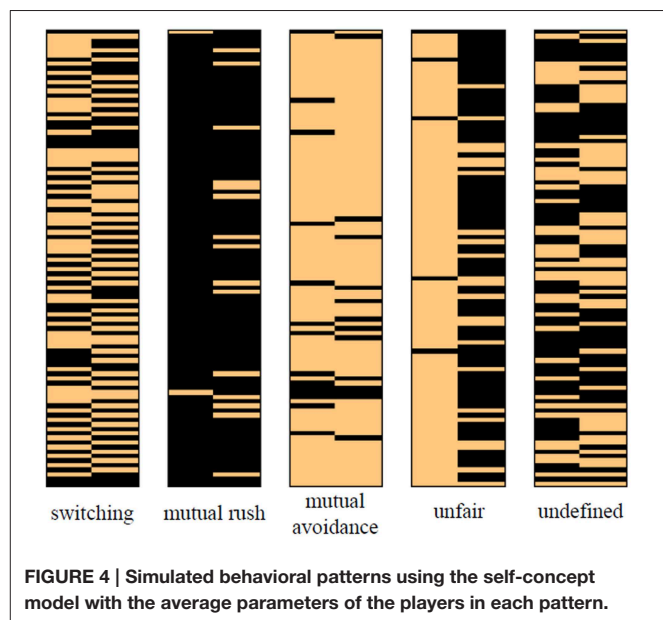 switching mutual rush mutual avoidance unfair undefined
FIGURE 4 | Simulated behavioral patterns using the self-concept
model with the average parameters of the players in each pattern.